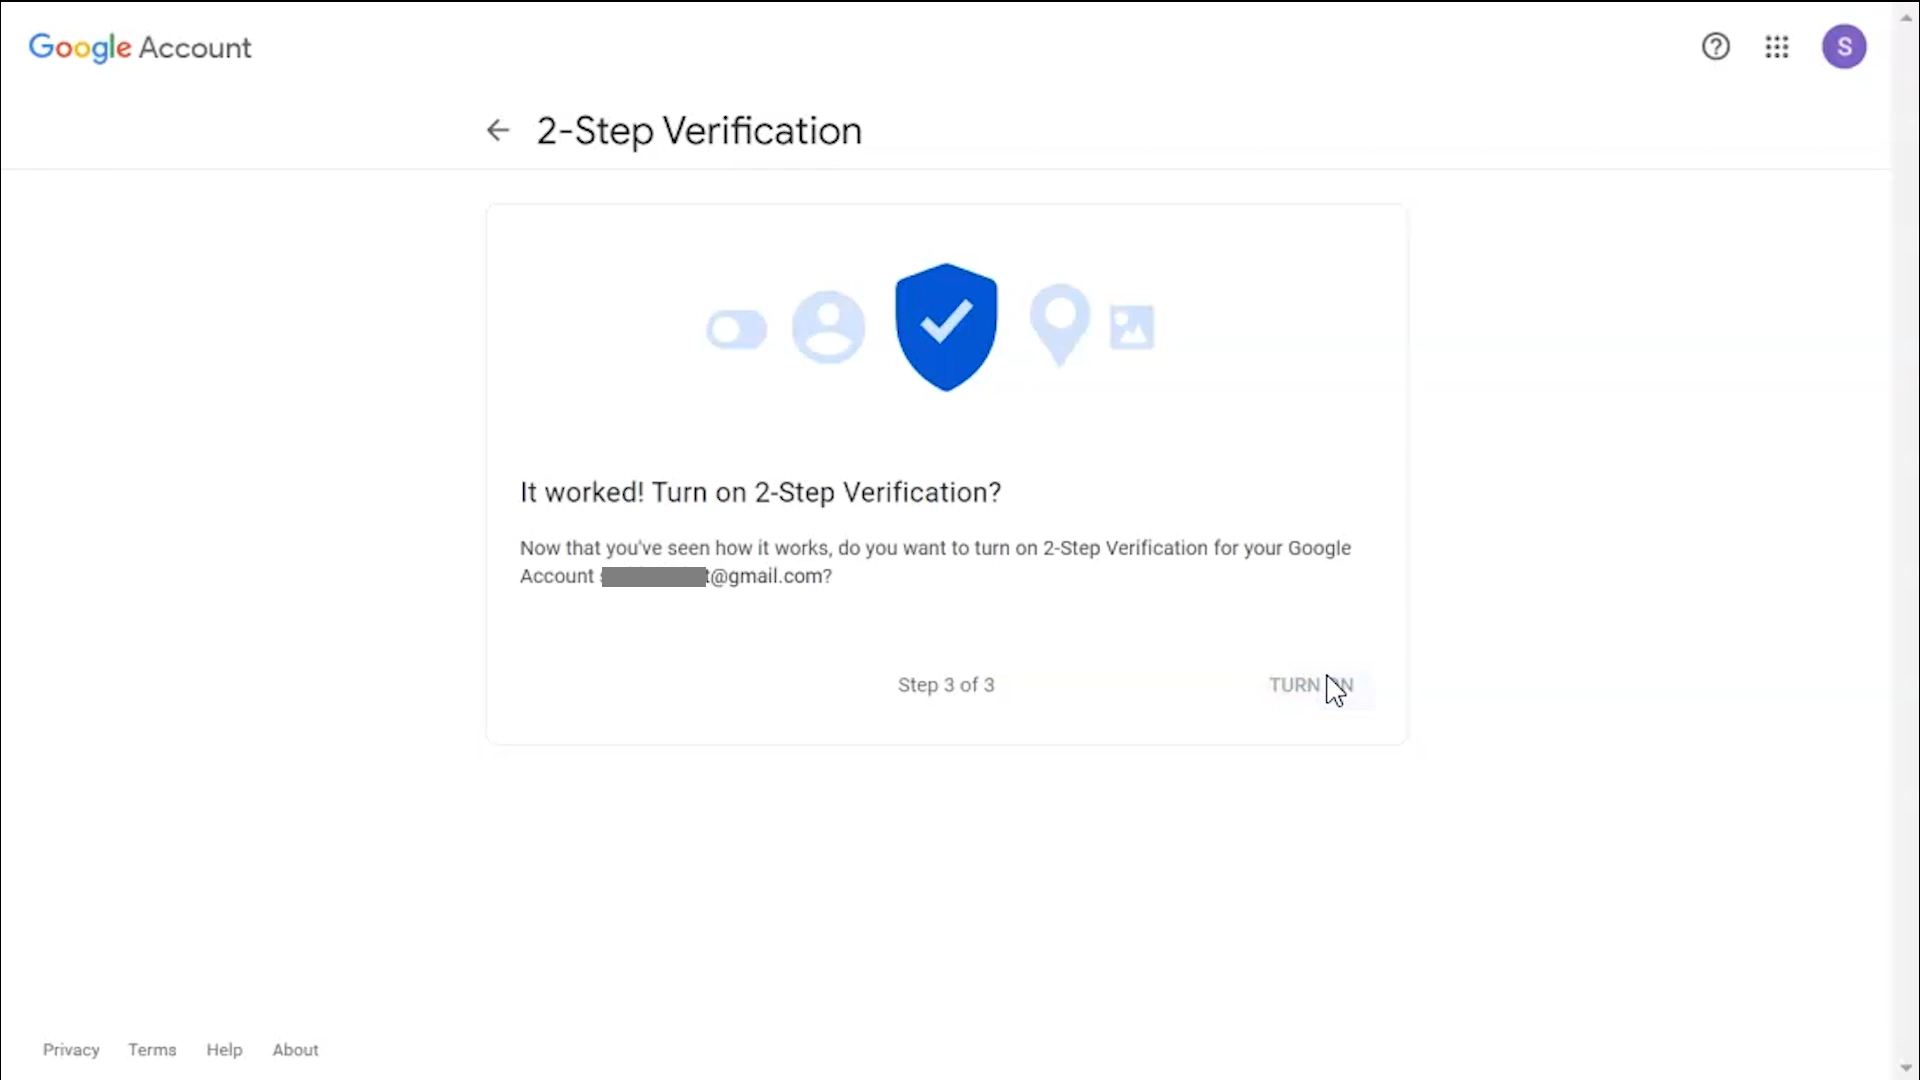 Google Account
S
2-Step Verification
It worked! Turn on 2-Step Verification?
Now that you've seen how it works, do you want to turn on 2-Step Verification for your Google
Account t@gmail.com?
Step 3 of 3
TURN ON
Privacy Terms Help About